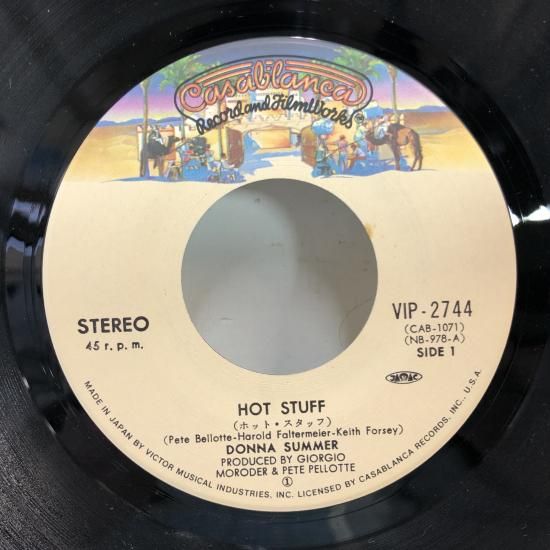 Casablanca
Record and FilmWorks
STEREO
45 r.p.m.
VIP-2744
(CAB-1071)
(NB-978-A)
SIDE 1
JASRAC
HOT STUFF
(ホット・スタッフ)
(Pete Bellotte-Harold Faltermeier-Keith Forsey)
DONNA SUMMER
PRODUCED BY GIORGIO
MORODER & PETE PELLOTTE
①
MADE IN JAPAN BY VICTOR MUSICAL INDUSTRIES, INC. LICENSED BY CASABLANCA RECORDS, INC., U.S.A.